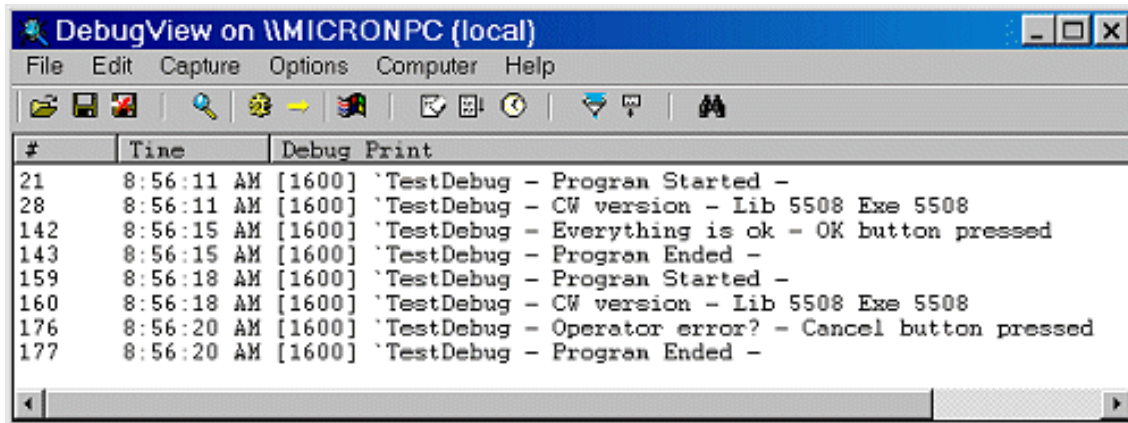 DebugView on \\MICRONPC (local)
File Edit Capture Options Computer Help
# Time Debug Print
21 8:56:11 AM [1600] `TestDebug - Program Started -
28 8:56:11 AM [1600] `TestDebug - CW version - Lib 5508 Exe 5508
142 8:56:15 AM [1600] `TestDebug - Everything is ok - OK button pressed
143 8:56:15 AM [1600] `TestDebug - Program Ended -
159 8:56:18 AM [1600] `TestDebug - Program Started -
160 8:56:18 AM [1600] `TestDebug - CW version - Lib 5508 Exe 5508
176 8:56:20 AM [1600] `TestDebug - Operator error? - Cancel button pressed
177 8:56:20 AM [1600] `TestDebug - Program Ended -